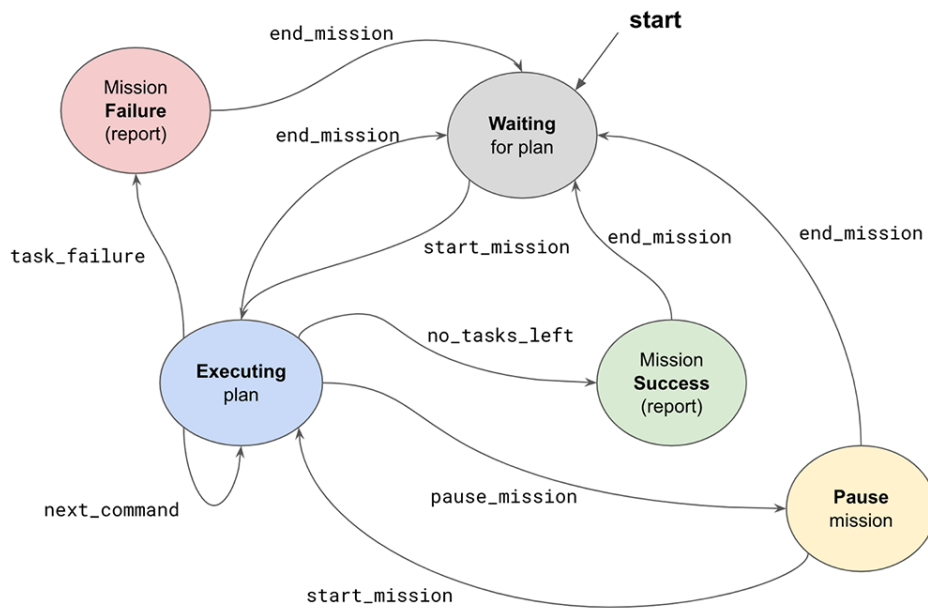 start
end_mission
Mission
Failure
(report)
Waiting
for plan
end_mission
task_failure
start_mission
end_mission
end_mission
no_tasks_left
Executing
plan
Mission
Success
(report)
pause_mission
Pause
mission
next_command
start_mission